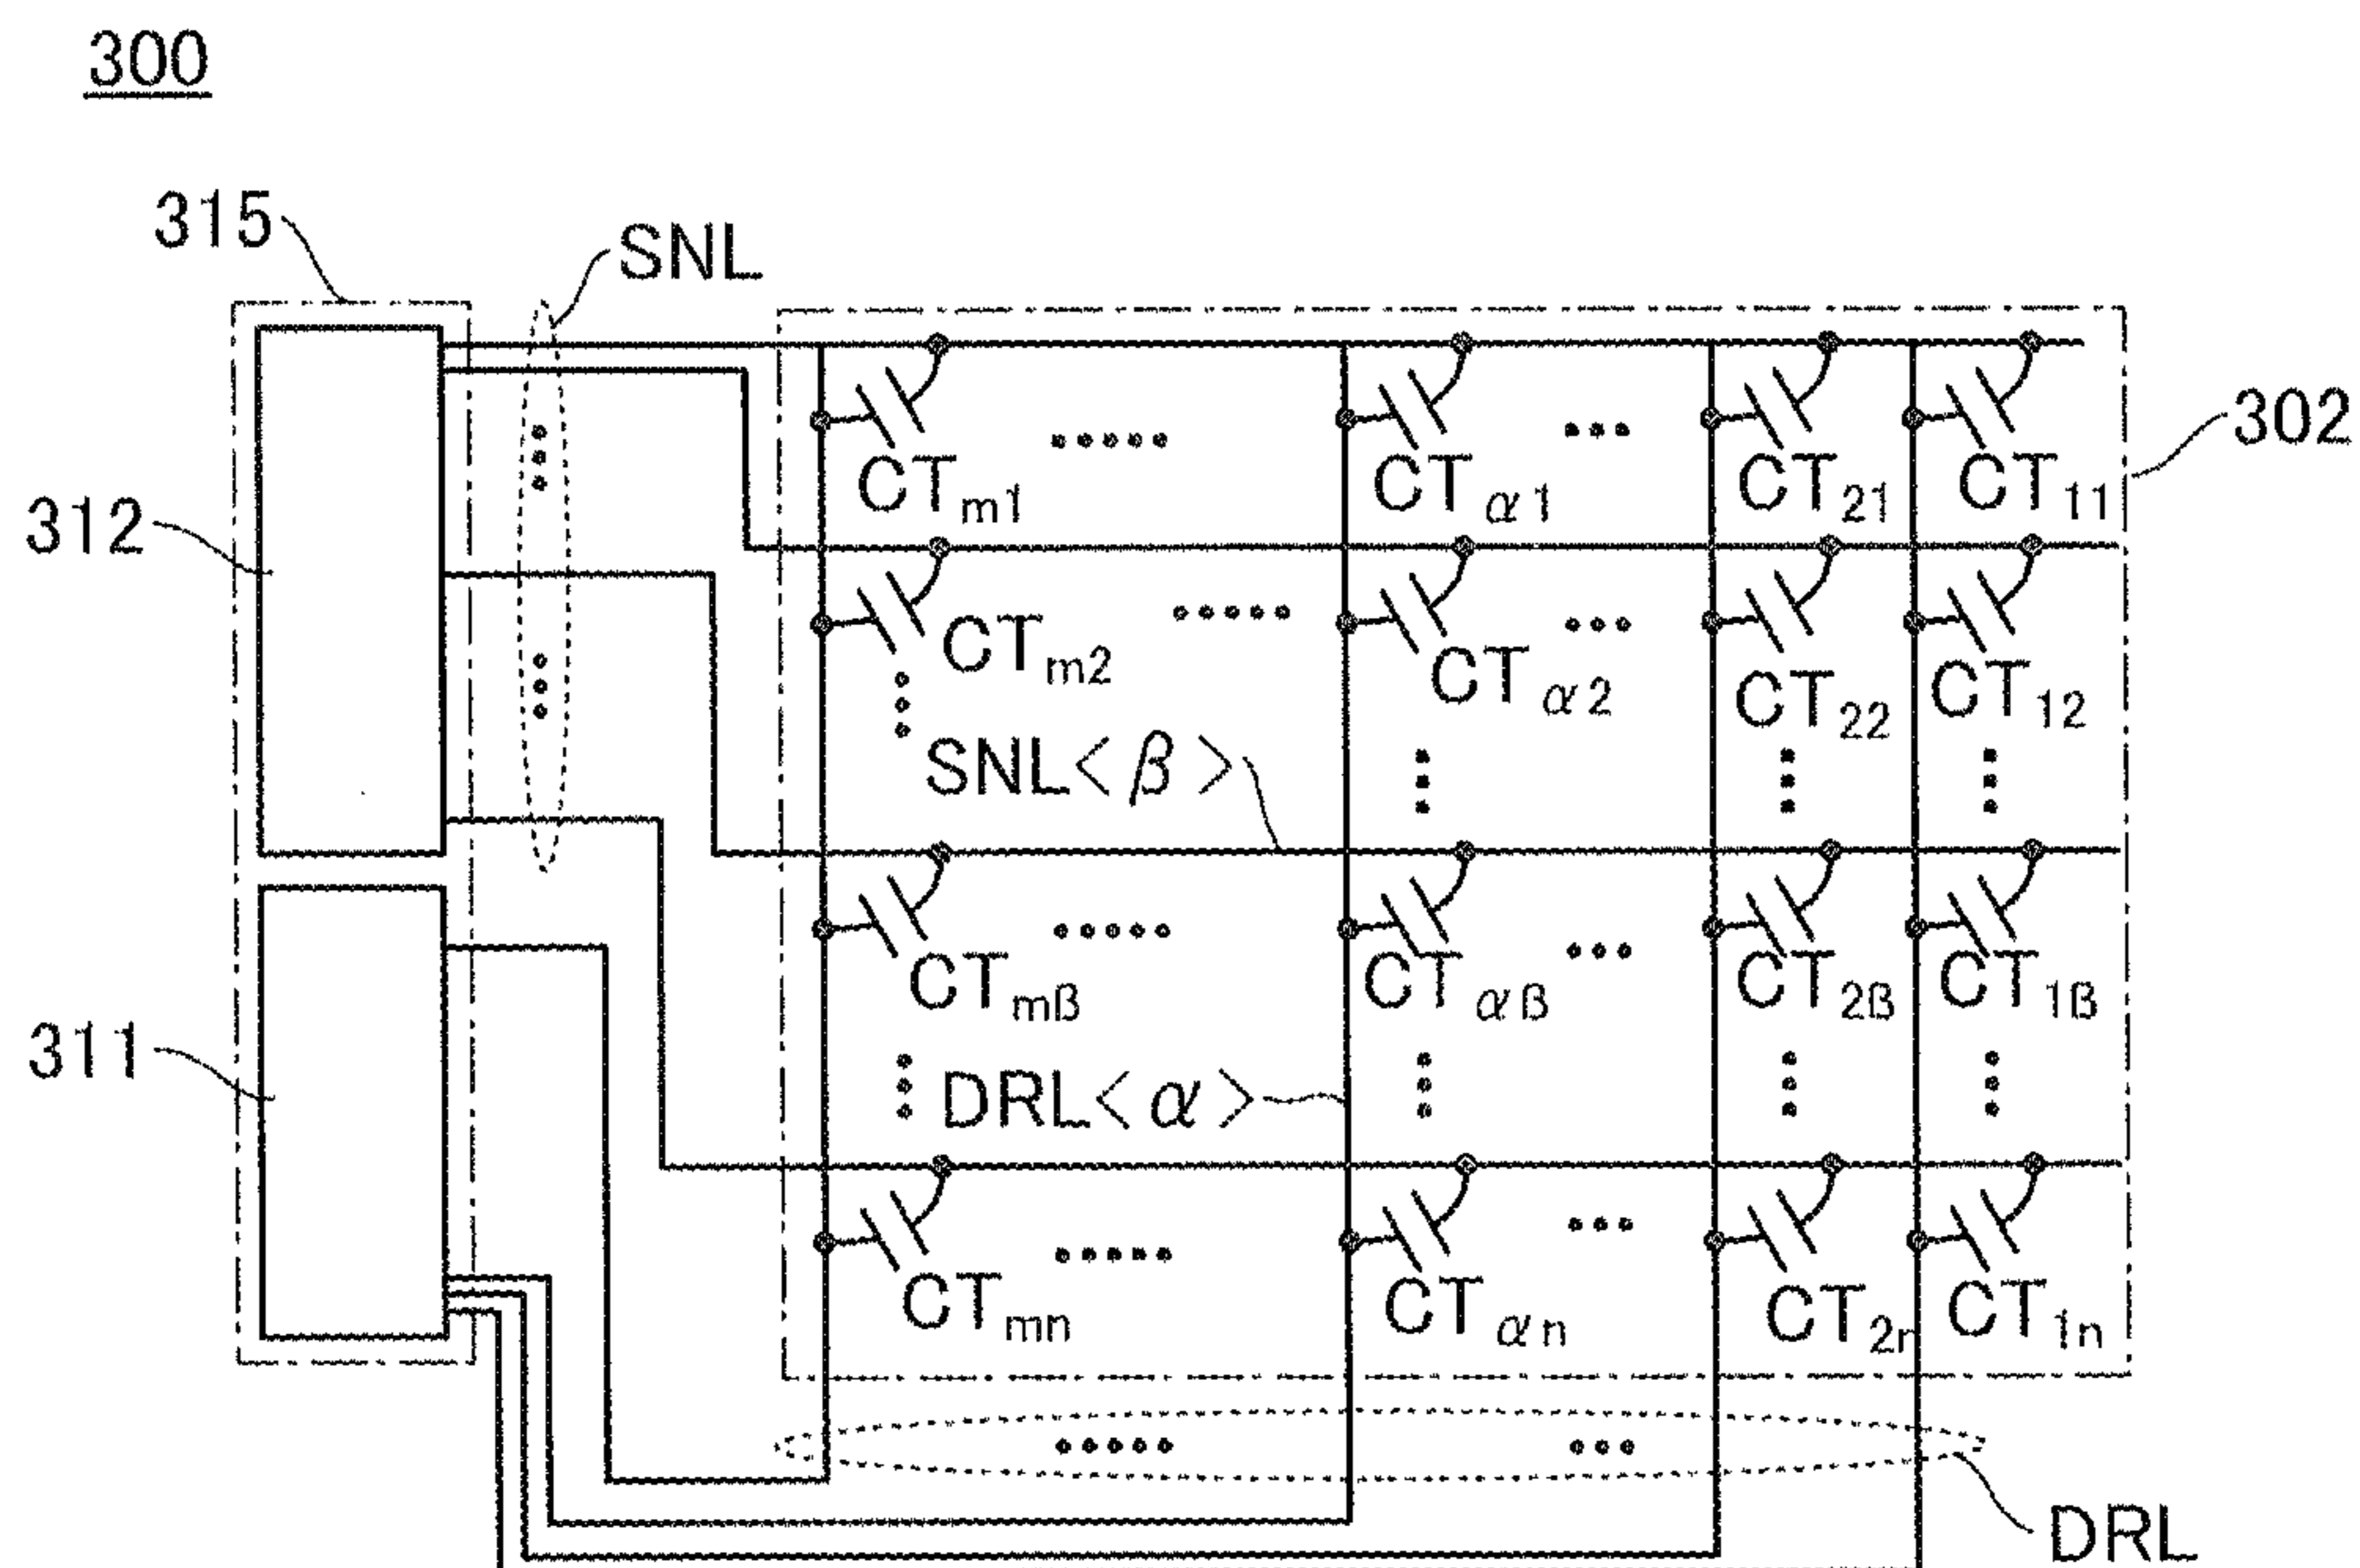 300
315
SNL
302
CTm1
CTα1
CT21
CT11
312
CTm2
CTα2
CT22
CT12
SNL<β>
CTmβ
CTαβ
CT2β
CT1β
311
DRL<α>
CTmn
CTαn
CT2n
CT1n
DRL